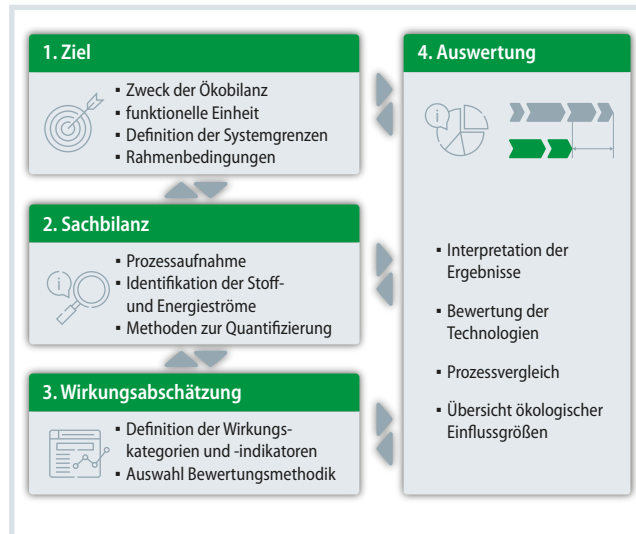 1. Ziel
▪ Zweck der Ökobilanz
▪ funktionelle Einheit
▪ Definition der Systemgrenzen
▪ Rahmenbedingungen
2. Sachbilanz
i
▪ Prozessaufnahme
▪ Identifikation der Stoff-
und Energieströme
▪ Methoden zur Quantifizierung
3. Wirkungsabschätzung
▪ Definition der Wirkungs-
kategorien und -indikatoren
▪ Auswahl Bewertungsmethodik
4. Auswertung
i
▪ Interpretation der
Ergebnisse
▪ Bewertung der
Technologien
▪ Prozessvergleich
▪ Übersicht ökologischer
Einflussgrößen